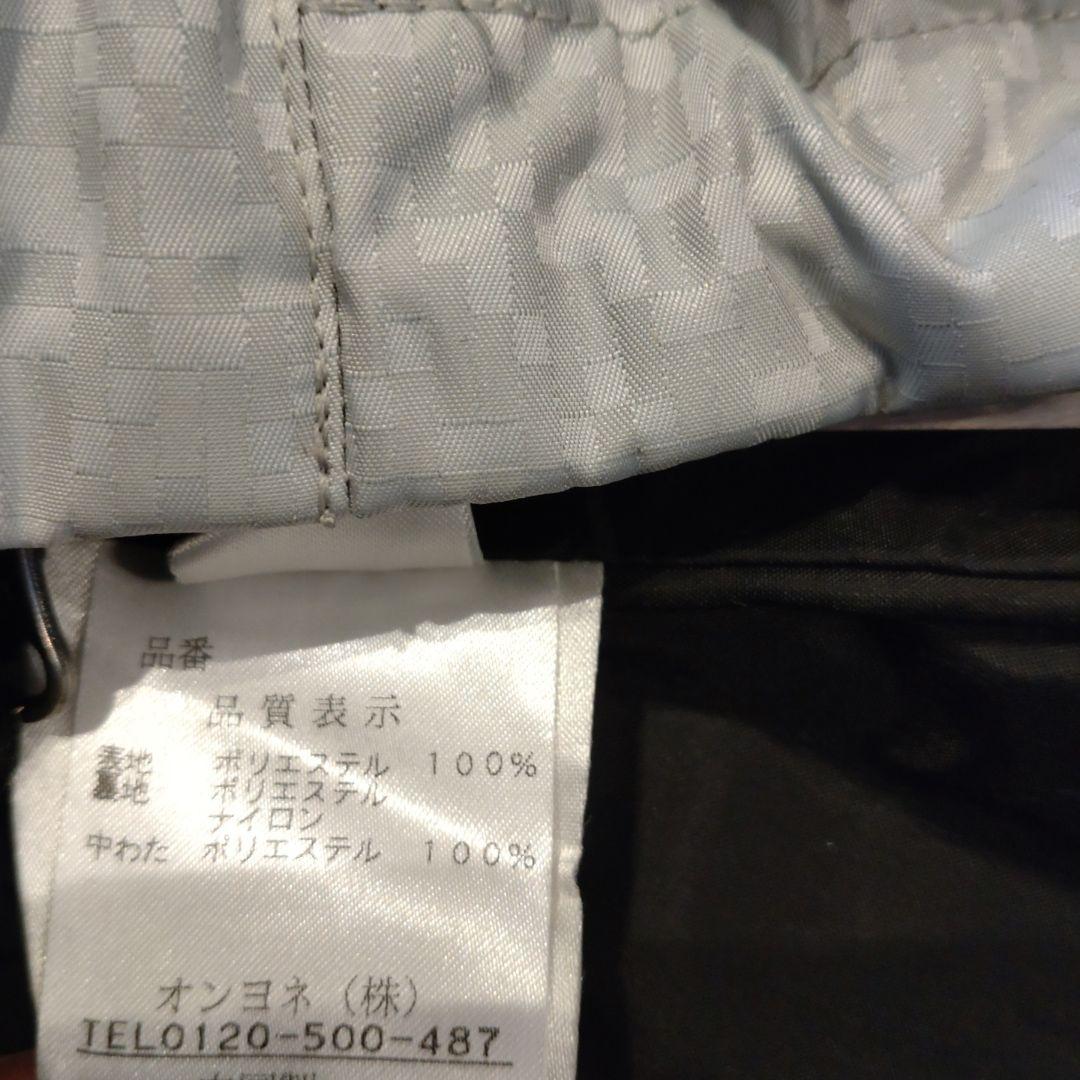 品番
品質表示
表地 ポリエステル 100%
裏地 ポリエステル
ナイロン
中わた ポリエステル 100%
オンヨネ(株)
TEL0120-500-487